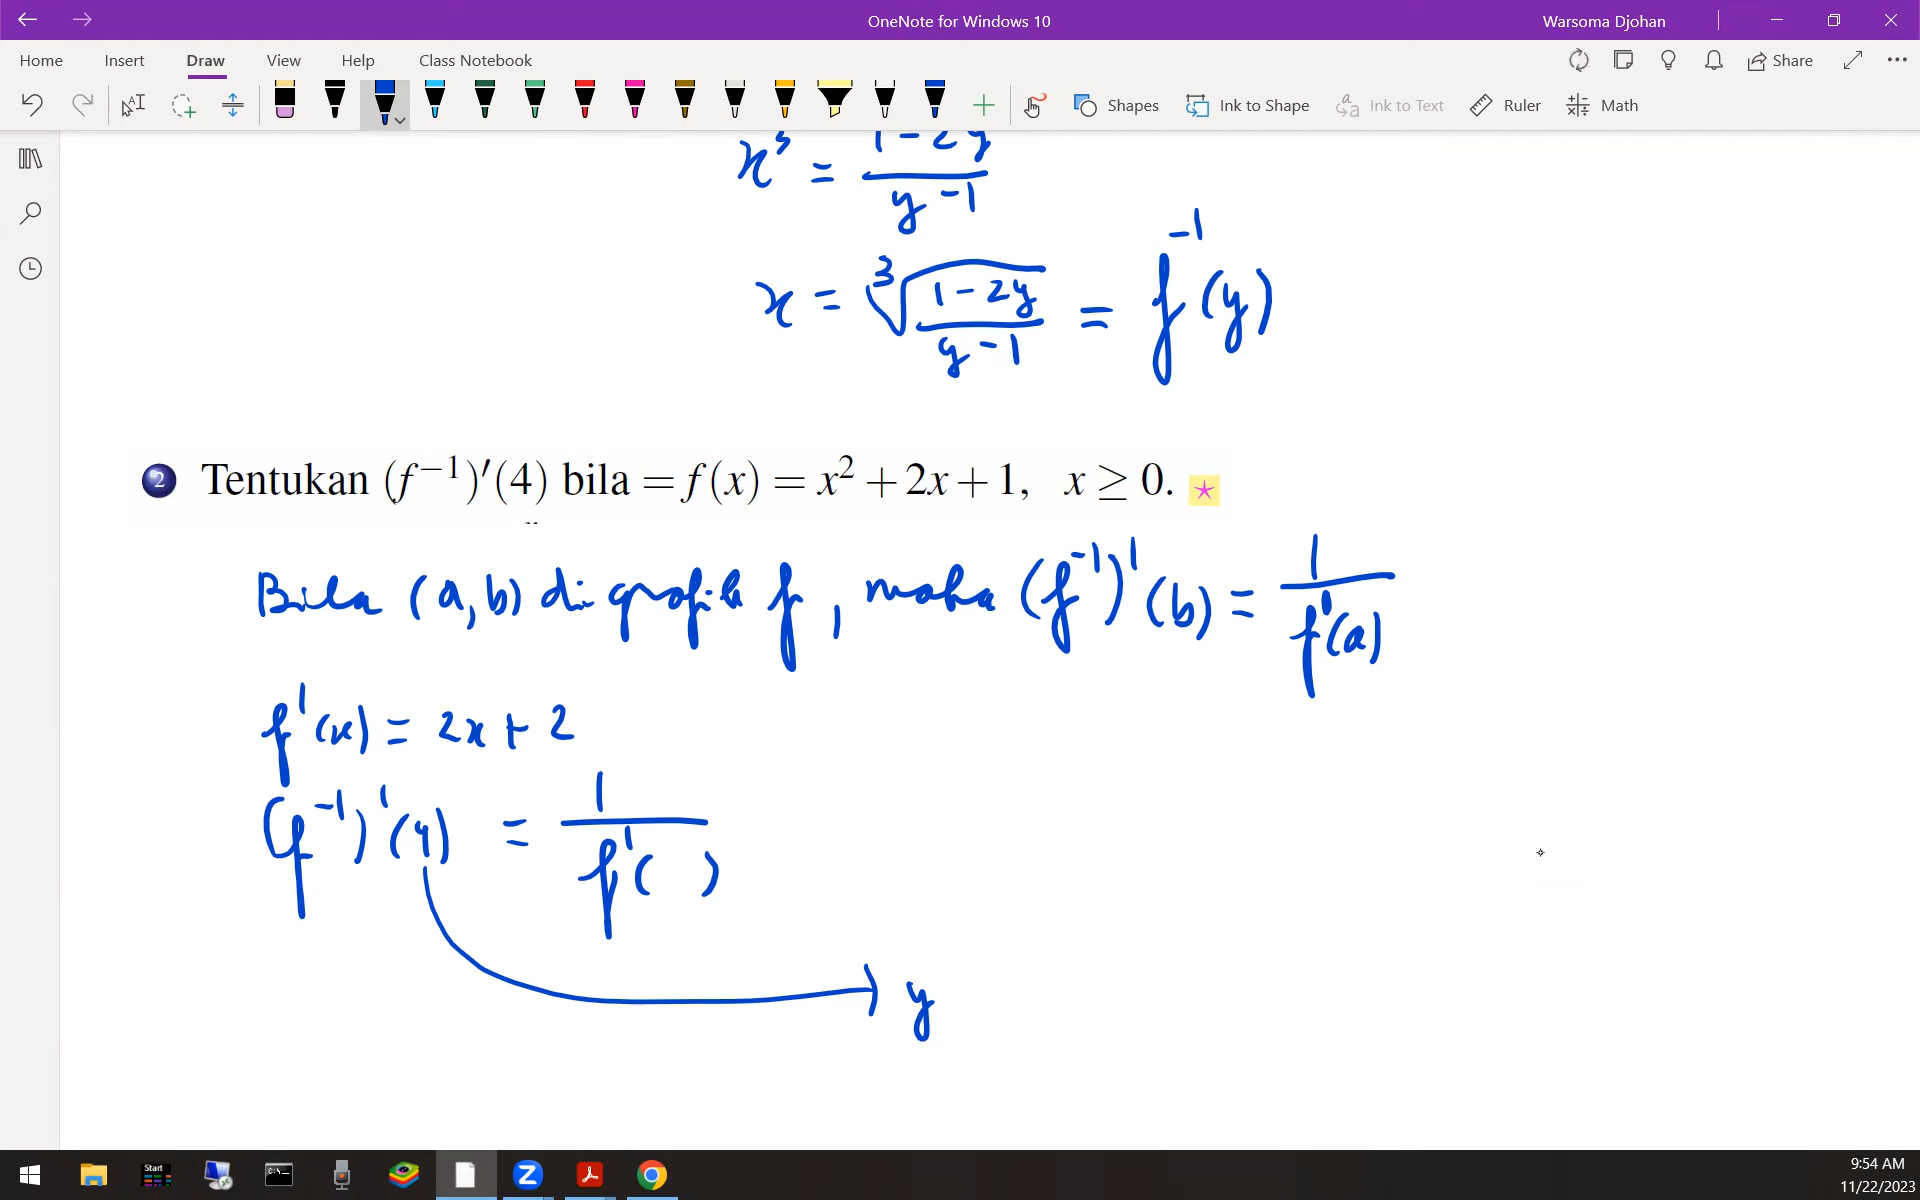 OneNote for Windows 10
Warsoma Djohan
Home Insert Draw View Help Class Notebook
Share
Shapes Ink to Shape Ink to Text Ruler Math
x³ = (1 - 2y)/(y - 1)
x = ∛((1 - 2y)/(y - 1)) = f⁻¹(y)
2 Tentukan (f⁻¹)′(4) bila = f(x) = x² + 2x + 1, x ≥ 0. ★
Bila (a, b) di grafik f, maka (f⁻¹)'(b) = 1/f'(a)
f'(x) = 2x + 2
(f⁻¹)'(4) = 1/f'( )
y
Start
9:54 AM
11/22/2023